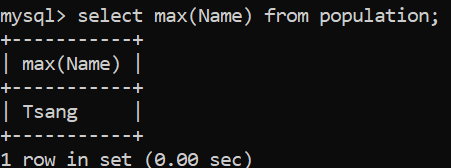 mysql> select max(Name) from population;
+-----------+
| max(Name) |
+-----------+
| Tsang     |
+-----------+
1 row in set (0.00 sec)